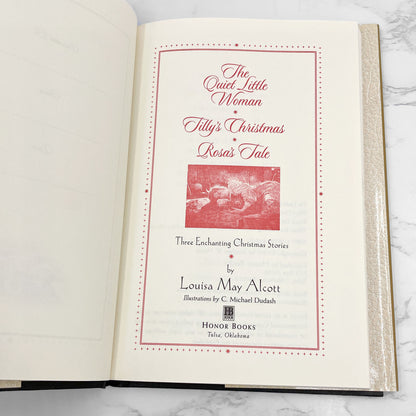 The
Quiet Little
Woman
Tilly's Christmas
Rosa's Tale
Three Enchanting Christmas Stories
by
Louisa May Alcott
Illustrations by C. Michael Dudash
HB
Honor Books
Tulsa, Oklahoma